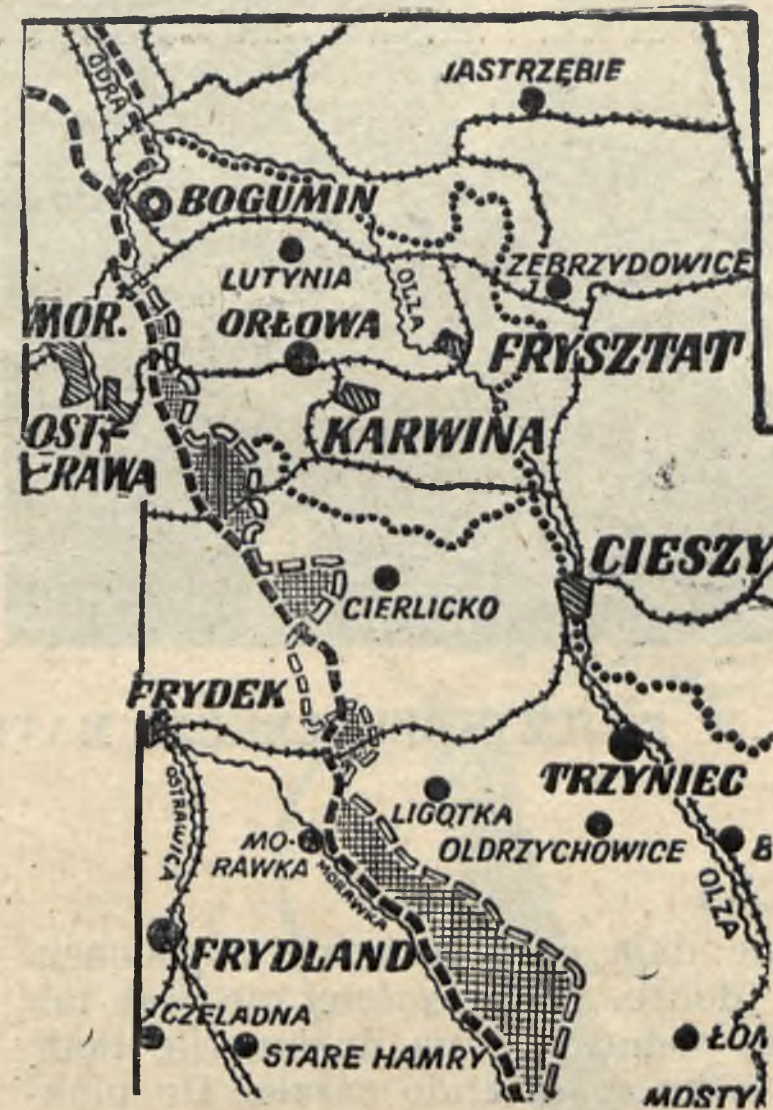 JASTRZĘBIE
ODRA
BOGUMIN
LUTYNIA
OLZA
ZEBRZYDOWICE
MOR.
ORŁOWA
FRYSZTAT
OST-
RAWA
KARWINA
CIESZY
CIERLICKO
FRYDEK
TRZYNIEC
OSTRAWICA
LIGOTKA
MO-
RAWKA
OLDRZYCHOWICE
B
MORAWKA
OLZA
FRYDLAND
CZELADNA
STARE HAMRY
ŁOM
MOSTY